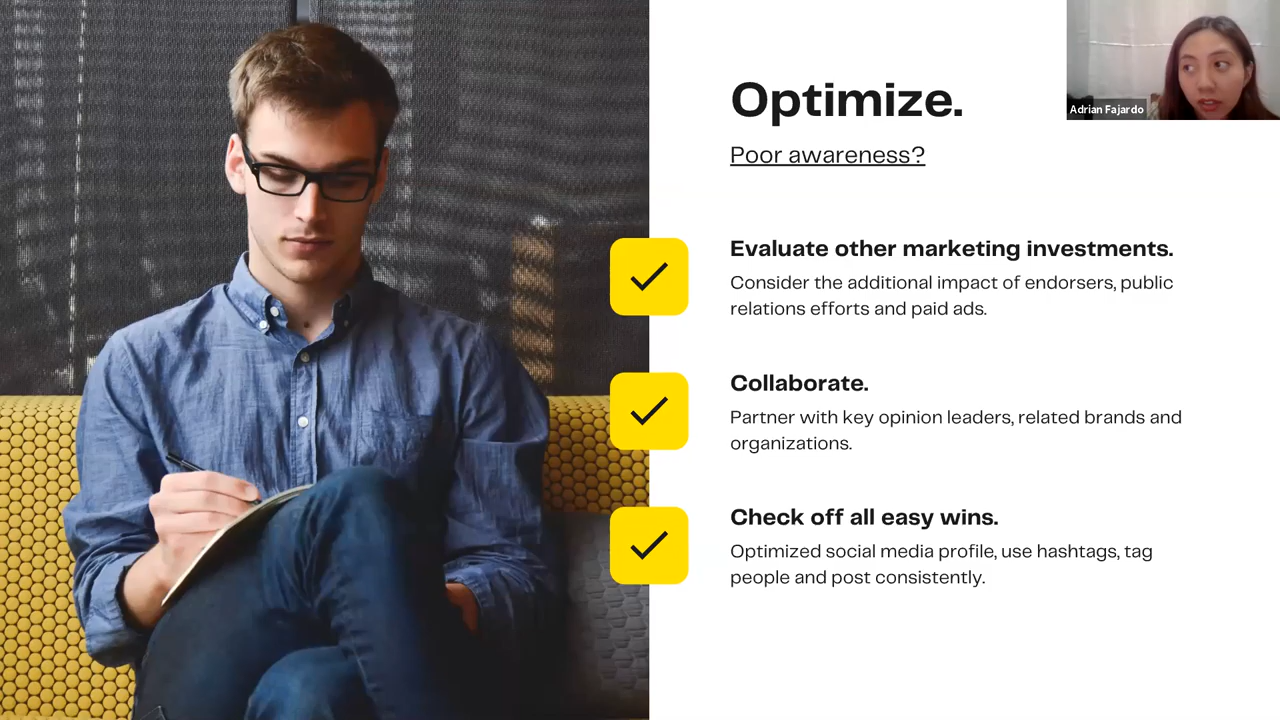 Optimize.
Adrian Fajardo
Poor awareness?
Evaluate other marketing investments.
Consider the additional impact of endorsers, public
relations efforts and paid ads.
Collaborate.
Partner with key opinion leaders, related brands and
organizations.
Check off all easy wins.
Optimized social media profile, use hashtags, tag
people and post consistently.